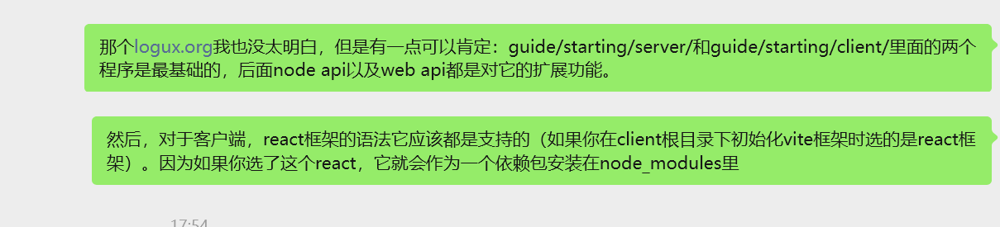 那个logux.org我也没太明白，但是有一点可以肯定：guide/starting/server/和guide/starting/client/里面的两个
程序是最基础的，后面node api以及web api都是对它的扩展功能。
然后，对于客户端，react框架的语法它应该都是支持的（如果你在client根目录下初始化vite框架时选的是react框
架）。因为如果你选了这个react，它就会作为一个依赖包安装在node_modules里
17:54